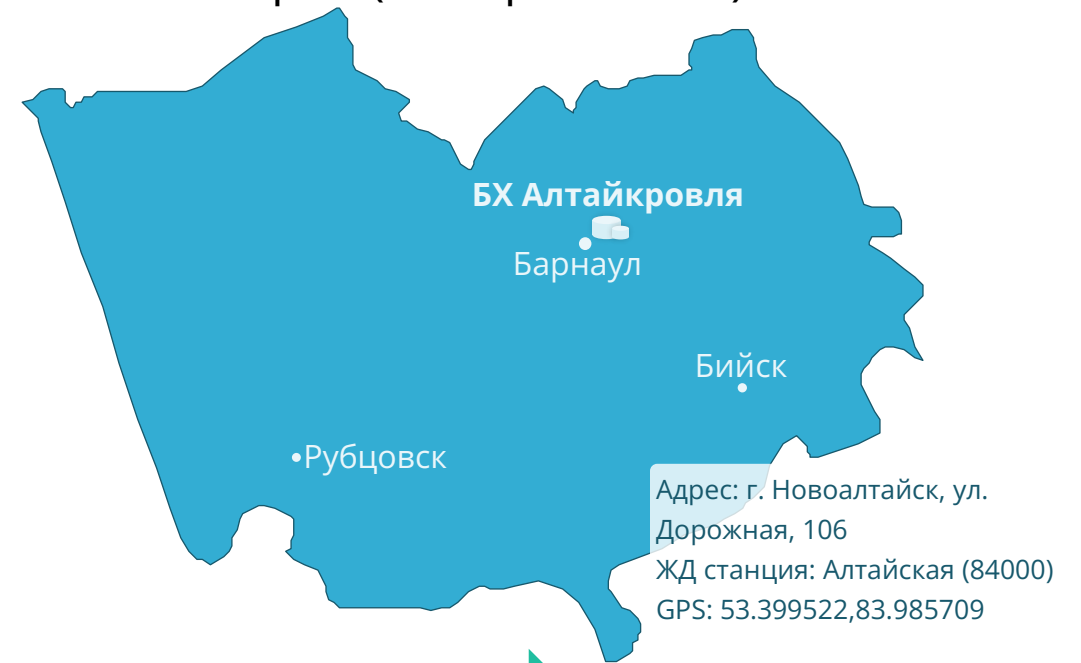 БХ Алтайкровля
Барнаул
Бийск
Рубцовск
Адрес: г. Новоалтайск, ул.
Дорожная, 106
ЖД станция: Алтайская (84000)
GPS: 53.399522,83.985709